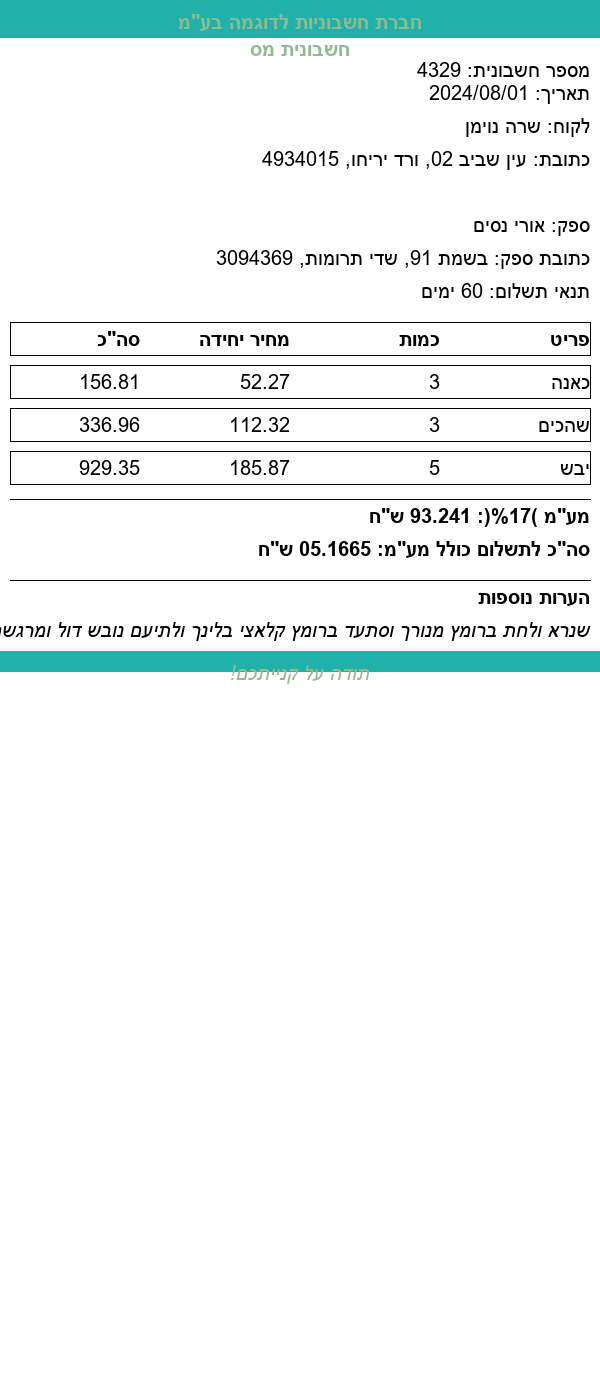 חברת חשבוניות לדוגמה בע"מ
חשבונית מס
מספר חשבונית: 4329
תאריך: 2024/08/01
לקוח: שרה נוימן
כתובת: עין שביב 02, ורד יריחו, 4934015
ספק: אורי נסים
כתובת ספק: בשמת 91, שדי תרומות, 3094369
תנאי תשלום: 60 ימים
פריט כמות מחיר יחידה סה"כ
כאנה 3 52.27 156.81
שהכים 3 112.32 336.96
יבש 5 185.87 929.35
מע"מ )17%(: 93.241 ש"ח
סה"כ לתשלום כולל מע"מ: 05.1665 ש"ח
הערות נוספות
שנרא ולחת ברומץ מנורך וסתעד ברומץ קלאצי בלינך ולתיעם נובש דול ומרגשח
תודה על קנייתכם!